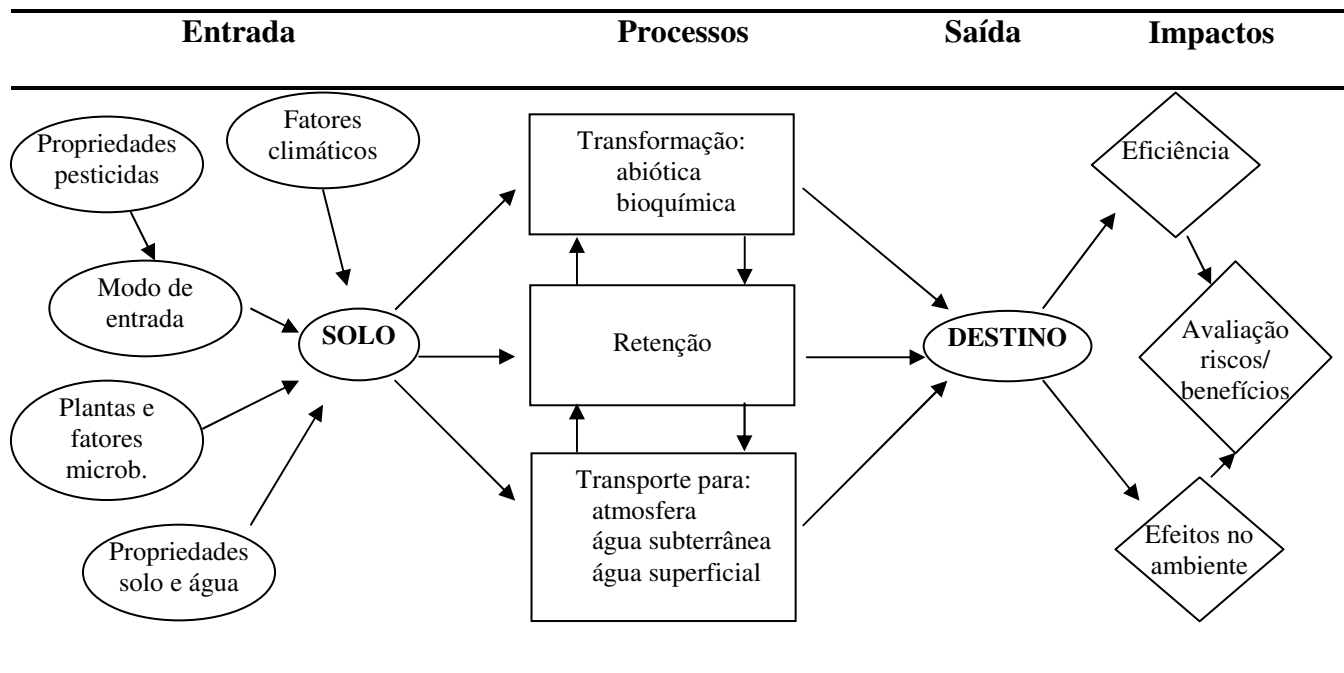 Entrada Processos Saída Impactos
Propriedades
pesticidas
Fatores
climáticos
Modo de
entrada
SOLO
Plantas e
fatores
microb.
Propriedades
solo e água
Transformação:
abiótica
bioquímica
Retenção
Transporte para:
atmosfera
água subterrânea
água superficial
DESTINO
Eficiência
Avaliação
riscos/
benefícios
Efeitos no
ambiente